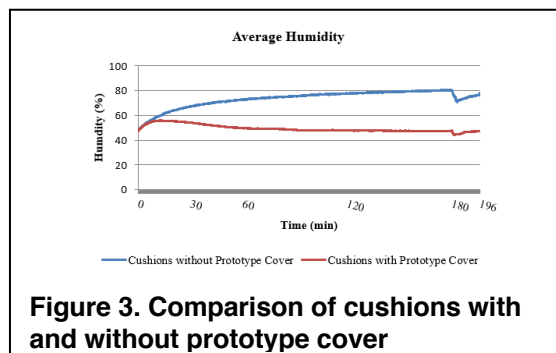 Average Humidity
100
80
60
40
20
0
Humdity (%)
0 30 60 120 180 196
Time (min)
Cushions without Prototype Cover Cushions with Prototype Cover
Figure 3. Comparison of cushions with
and without prototype cover